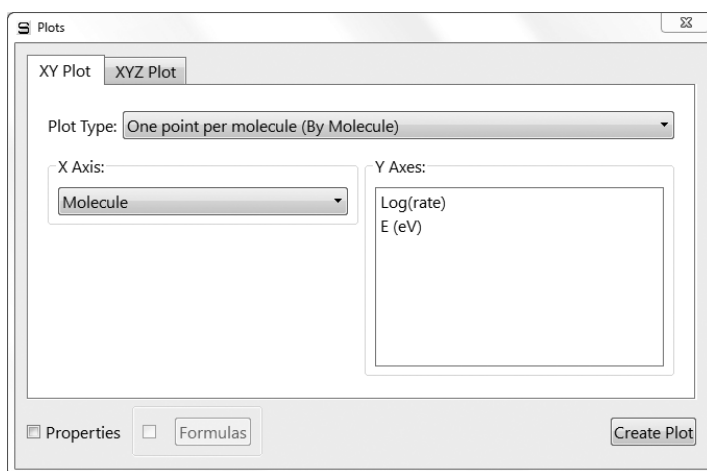 Plots
XY Plot XYZ Plot
Plot Type: One point per molecule (By Molecule)
X Axis:
Molecule
Y Axes:
Log(rate)
E (eV)
Properties Formulas Create Plot